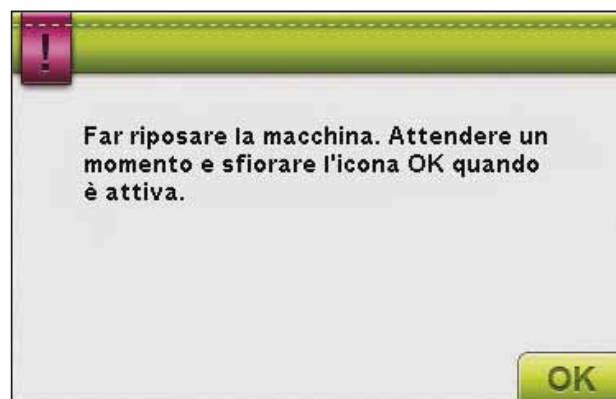 !
Far riposare la macchina. Attendere un
momento e sfiorare l'icona OK quando
è attiva.
OK